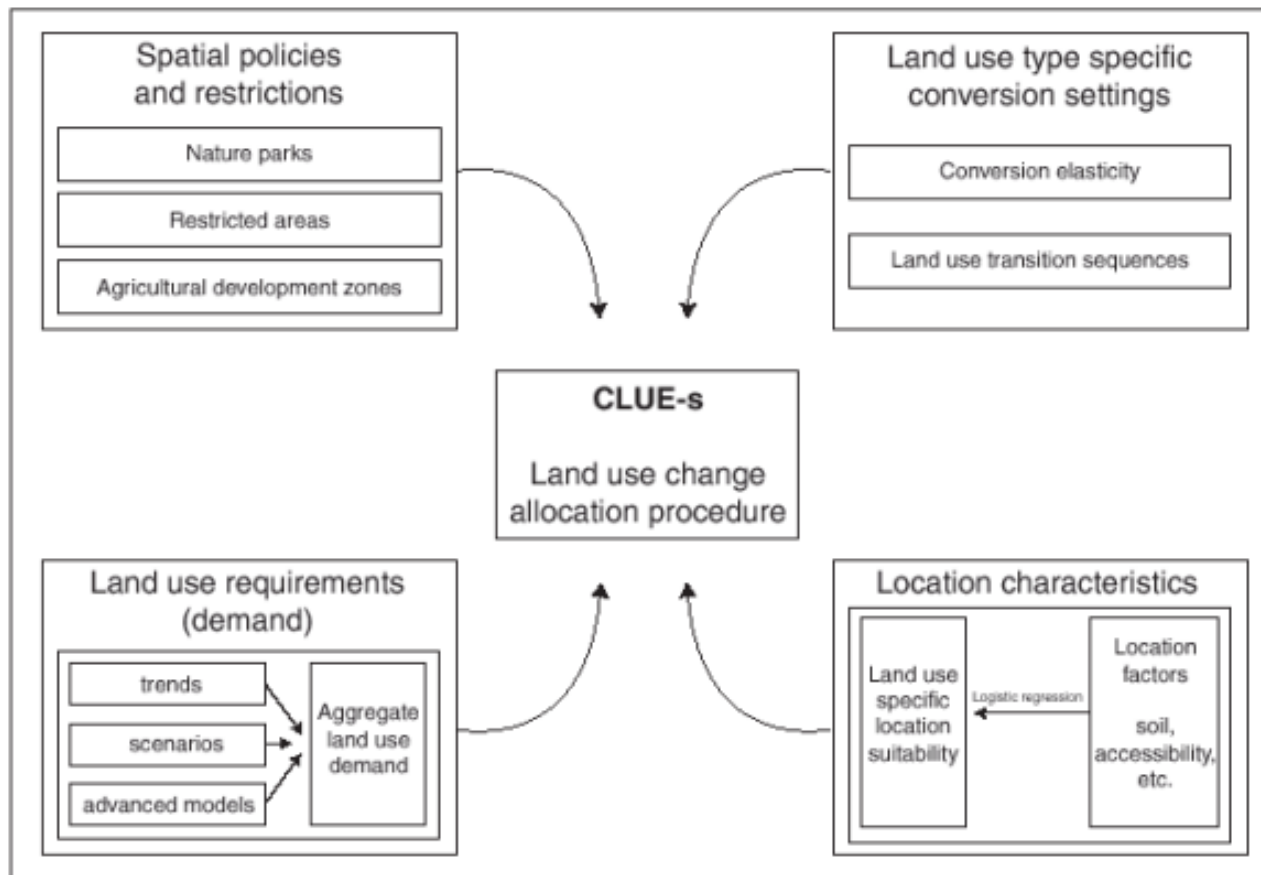 Spatial policies
and restrictions
Nature parks
Restricted areas
Agricultural development zones
Land use type specific
conversion settings
Conversion elasticity
Land use transition sequences
CLUE-s
Land use change
allocation procedure
Land use requirements
(demand)
trends
scenarios
advanced models
Aggregate
land use
demand
Location characteristics
Land use
specific
location
suitability
Logistic regression
Location
factors
soil,
accessibility,
etc.